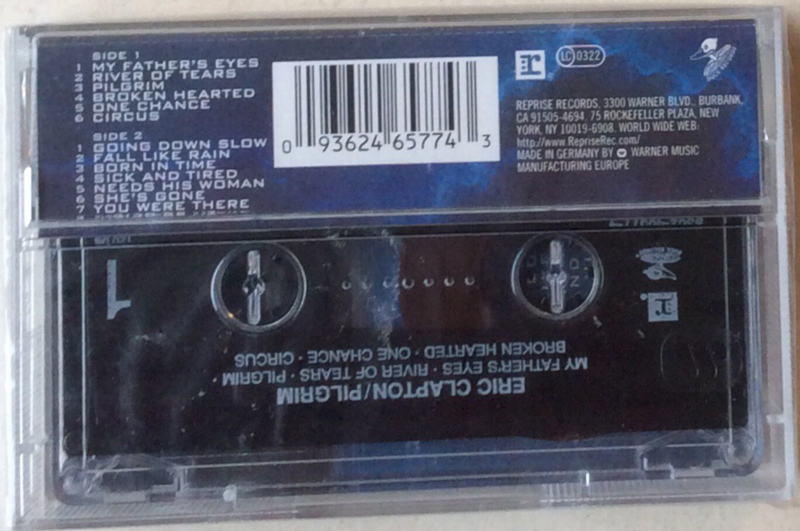 SIDE 1
1 MY FATHER'S EYES
2 RIVER OF TEARS
3 PILGRIM
4 BROKEN HEARTED
5 ONE CHANCE
6 CIRCUS
SIDE 2
1 GOING DOWN SLOW
2 FALL LIKE RAIN
3 BORN IN TIME
4 SICK AND TIRED
5 NEEDS HIS WOMAN
6 SHE'S GONE
7 YOU WERE THERE
0 93624 65774 3
r
LC 0322
REPRISE RECORDS, 3300 WARNER BLVD., BURBANK,
CA 91505-4694. 75 ROCKEFELLER PLAZA, NEW
YORK, NY 10019-6908. WORLD WIDE WEB:
http://www.RepriseRec.com/
MADE IN GERMANY BY WARNER MUSIC
MANUFACTURING EUROPE
1
ERIC CLAPTON/PILGRIM
MY FATHER'S EYES · RIVER OF TEARS · PILGRIM ·
BROKEN HEARTED · ONE CHANCE · CIRCUS
r